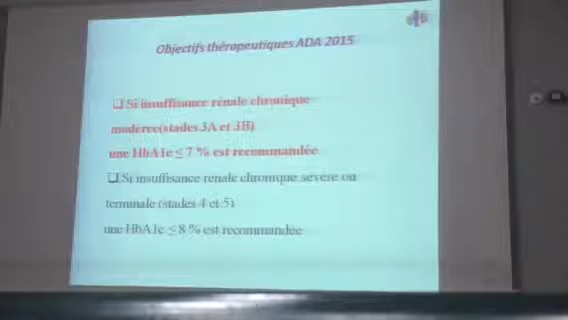 Objectifs thérapeutiques ADA 2015
❑ Si insuffisance rénale chronique
modérée(stades 3A et 3B)
une HbA1c ≤ 7 % est recommandée
❑ Si insuffisance rénale chronique sévère ou
terminale (stades 4 et 5)
une HbA1c ≤ 8 % est recommandée